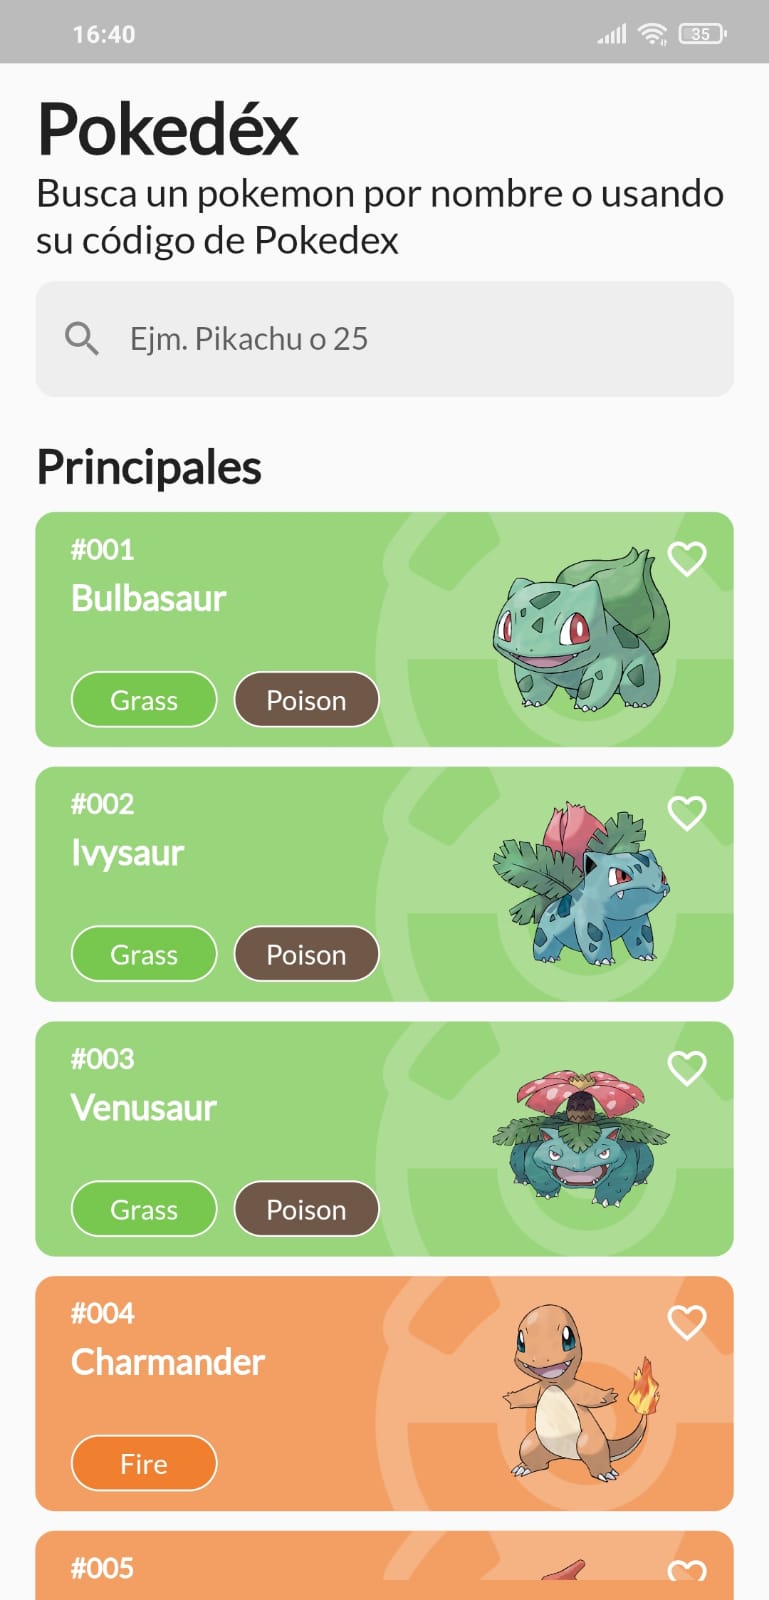 16:40
35
Pokedéx
Busca un pokemon por nombre o usando
su código de Pokedex
Ejm. Pikachu o 25
Principales
#001
Bulbasaur
Grass Poison
#002
Ivysaur
Grass Poison
#003
Venusaur
Grass Poison
#004
Charmander
Fire
#005